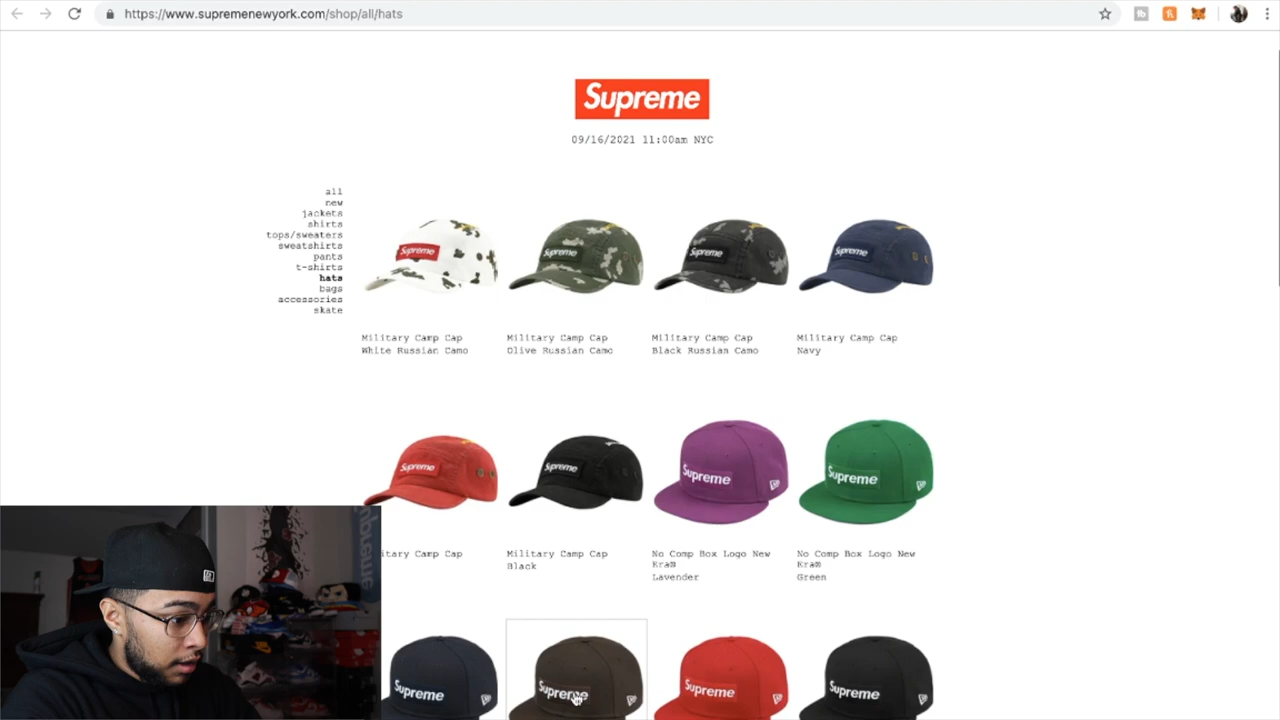 https://www.supremenewyork.com/shop/all/hats
Supreme
09/16/2021 11:00am NYC
all
new
jackets
shirts
tops/sweaters
sweatshirts
pants
t-shirts
hats
bags
accessories
skate
Supreme
Supreme
Supreme
Supreme
Military Camp Cap
White Russian Camo
Military Camp Cap
Olive Russian Camo
Military Camp Cap
Black Russian Camo
Military Camp Cap
Navy
Supreme
Supreme
Supreme
Supreme
itary Camp Cap
Military Camp Cap
Black
No Comp Box Logo New
Era®
Lavender
No Comp Box Logo New
Era®
Green
Supreme
Supreme
Supreme
Supreme
upreme